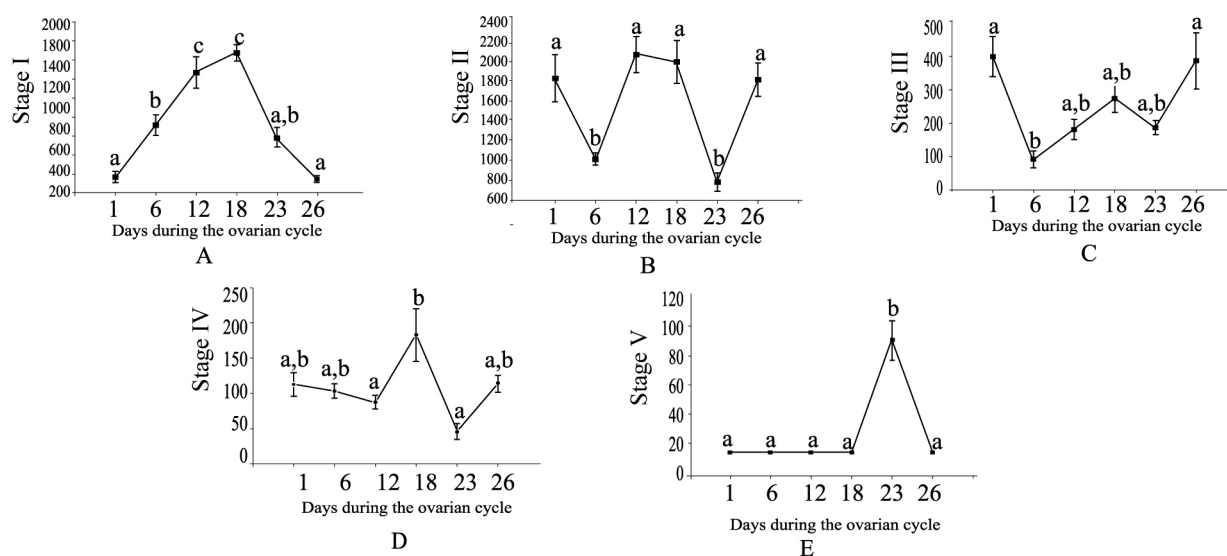 Stage I
2000
1800
1600
1400
1200
1000
800
600
400
200
a
b
c
c
a,b
a
1 6 12 18 23 26
Days during the ovarian cycle
A
Stage II
2400
2200
2000
1800
1600
1400
1200
1000
800
600
a
b
a
a
b
a
1 6 12 18 23 26
Days during the ovarian cycle
B
Stage III
500
400
300
200
100
0
a
b
a,b
a,b
a,b
a
1 6 12 18 23 26
Days during the ovarian cycle
C
Stage IV
250
200
150
100
50
0
a,b
a,b
a
b
a
a,b
1 6 12 18 23 26
Days during the ovarian cycle
D
Stage V
120
100
80
60
40
20
0
a
a
a
a
b
a
1 6 12 18 23 26
Days during the ovarian cycle
E